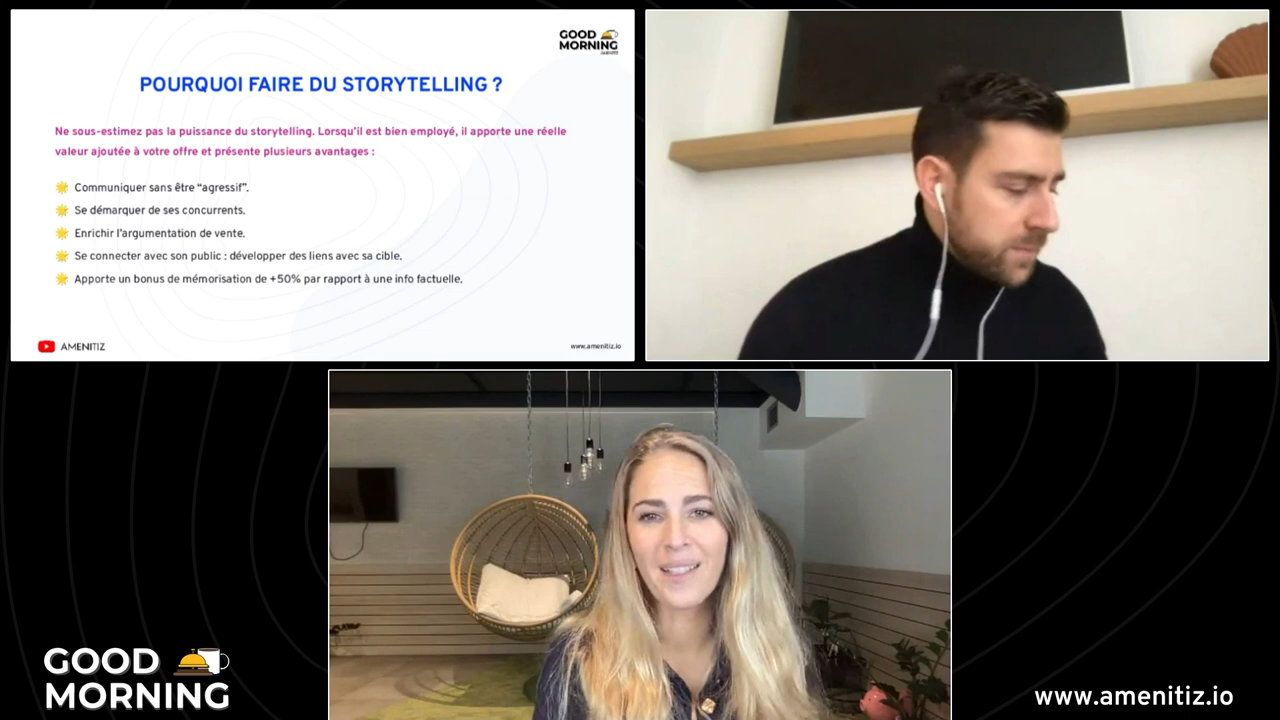 GOOD
MORNING
POURQUOI FAIRE DU STORYTELLING ?
Ne sous-estimez pas la puissance du storytelling. Lorsqu'il est bien employé, il apporte une réelle
valeur ajoutée à votre offre et présente plusieurs avantages :
Communiquer sans être “agressif”.
Se démarquer de ses concurrents.
Enrichir l'argumentation de vente.
Se connecter avec son public : développer des liens avec sa cible.
Apporte un bonus de mémorisation de +50% par rapport à une info factuelle.
AMENITIZ
www.amenitiz.io
GOOD
MORNING
www.amenitiz.io